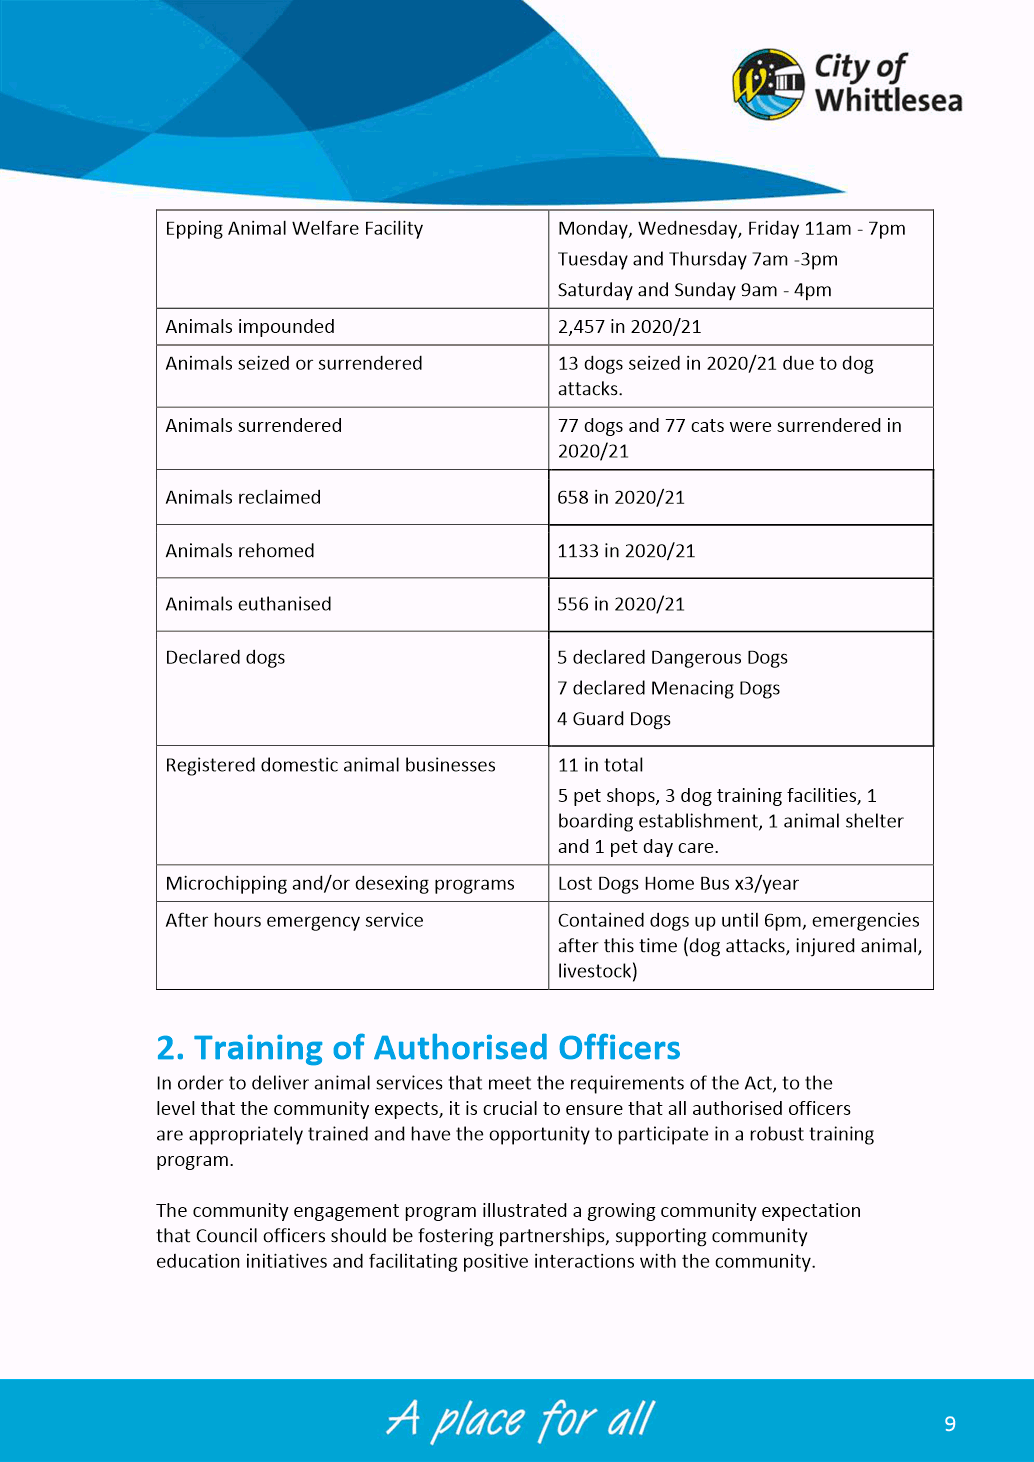 City of
Whittlesea
Epping Animal Welfare Facility
Monday, Wednesday, Friday 11am - 7pm
Tuesday and Thursday 7am -3pm
Saturday and Sunday 9am - 4pm
Animals impounded
2,457 in 2020/21
Animals seized or surrendered
13 dogs seized in 2020/21 due to dog
attacks.
Animals surrendered
77 dogs and 77 cats were surrendered in
2020/21
Animals reclaimed
658 in 2020/21
Animals rehomed
1133 in 2020/21
Animals euthanised
556 in 2020/21
Declared dogs
5 declared Dangerous Dogs
7 declared Menacing Dogs
4 Guard Dogs
Registered domestic animal businesses
11 in total
5 pet shops, 3 dog training facilities, 1
boarding establishment, 1 animal shelter
and 1 pet day care.
Microchipping and/or desexing programs
Lost Dogs Home Bus x3/year
After hours emergency service
Contained dogs up until 6pm, emergencies
after this time (dog attacks, injured animal,
livestock)
2. Training of Authorised Officers
In order to deliver animal services that meet the requirements of the Act, to the
level that the community expects, it is crucial to ensure that all authorised officers
are appropriately trained and have the opportunity to participate in a robust training
program.
The community engagement program illustrated a growing community expectation
that Council officers should be fostering partnerships, supporting community
education initiatives and facilitating positive interactions with the community.
A place for all
9